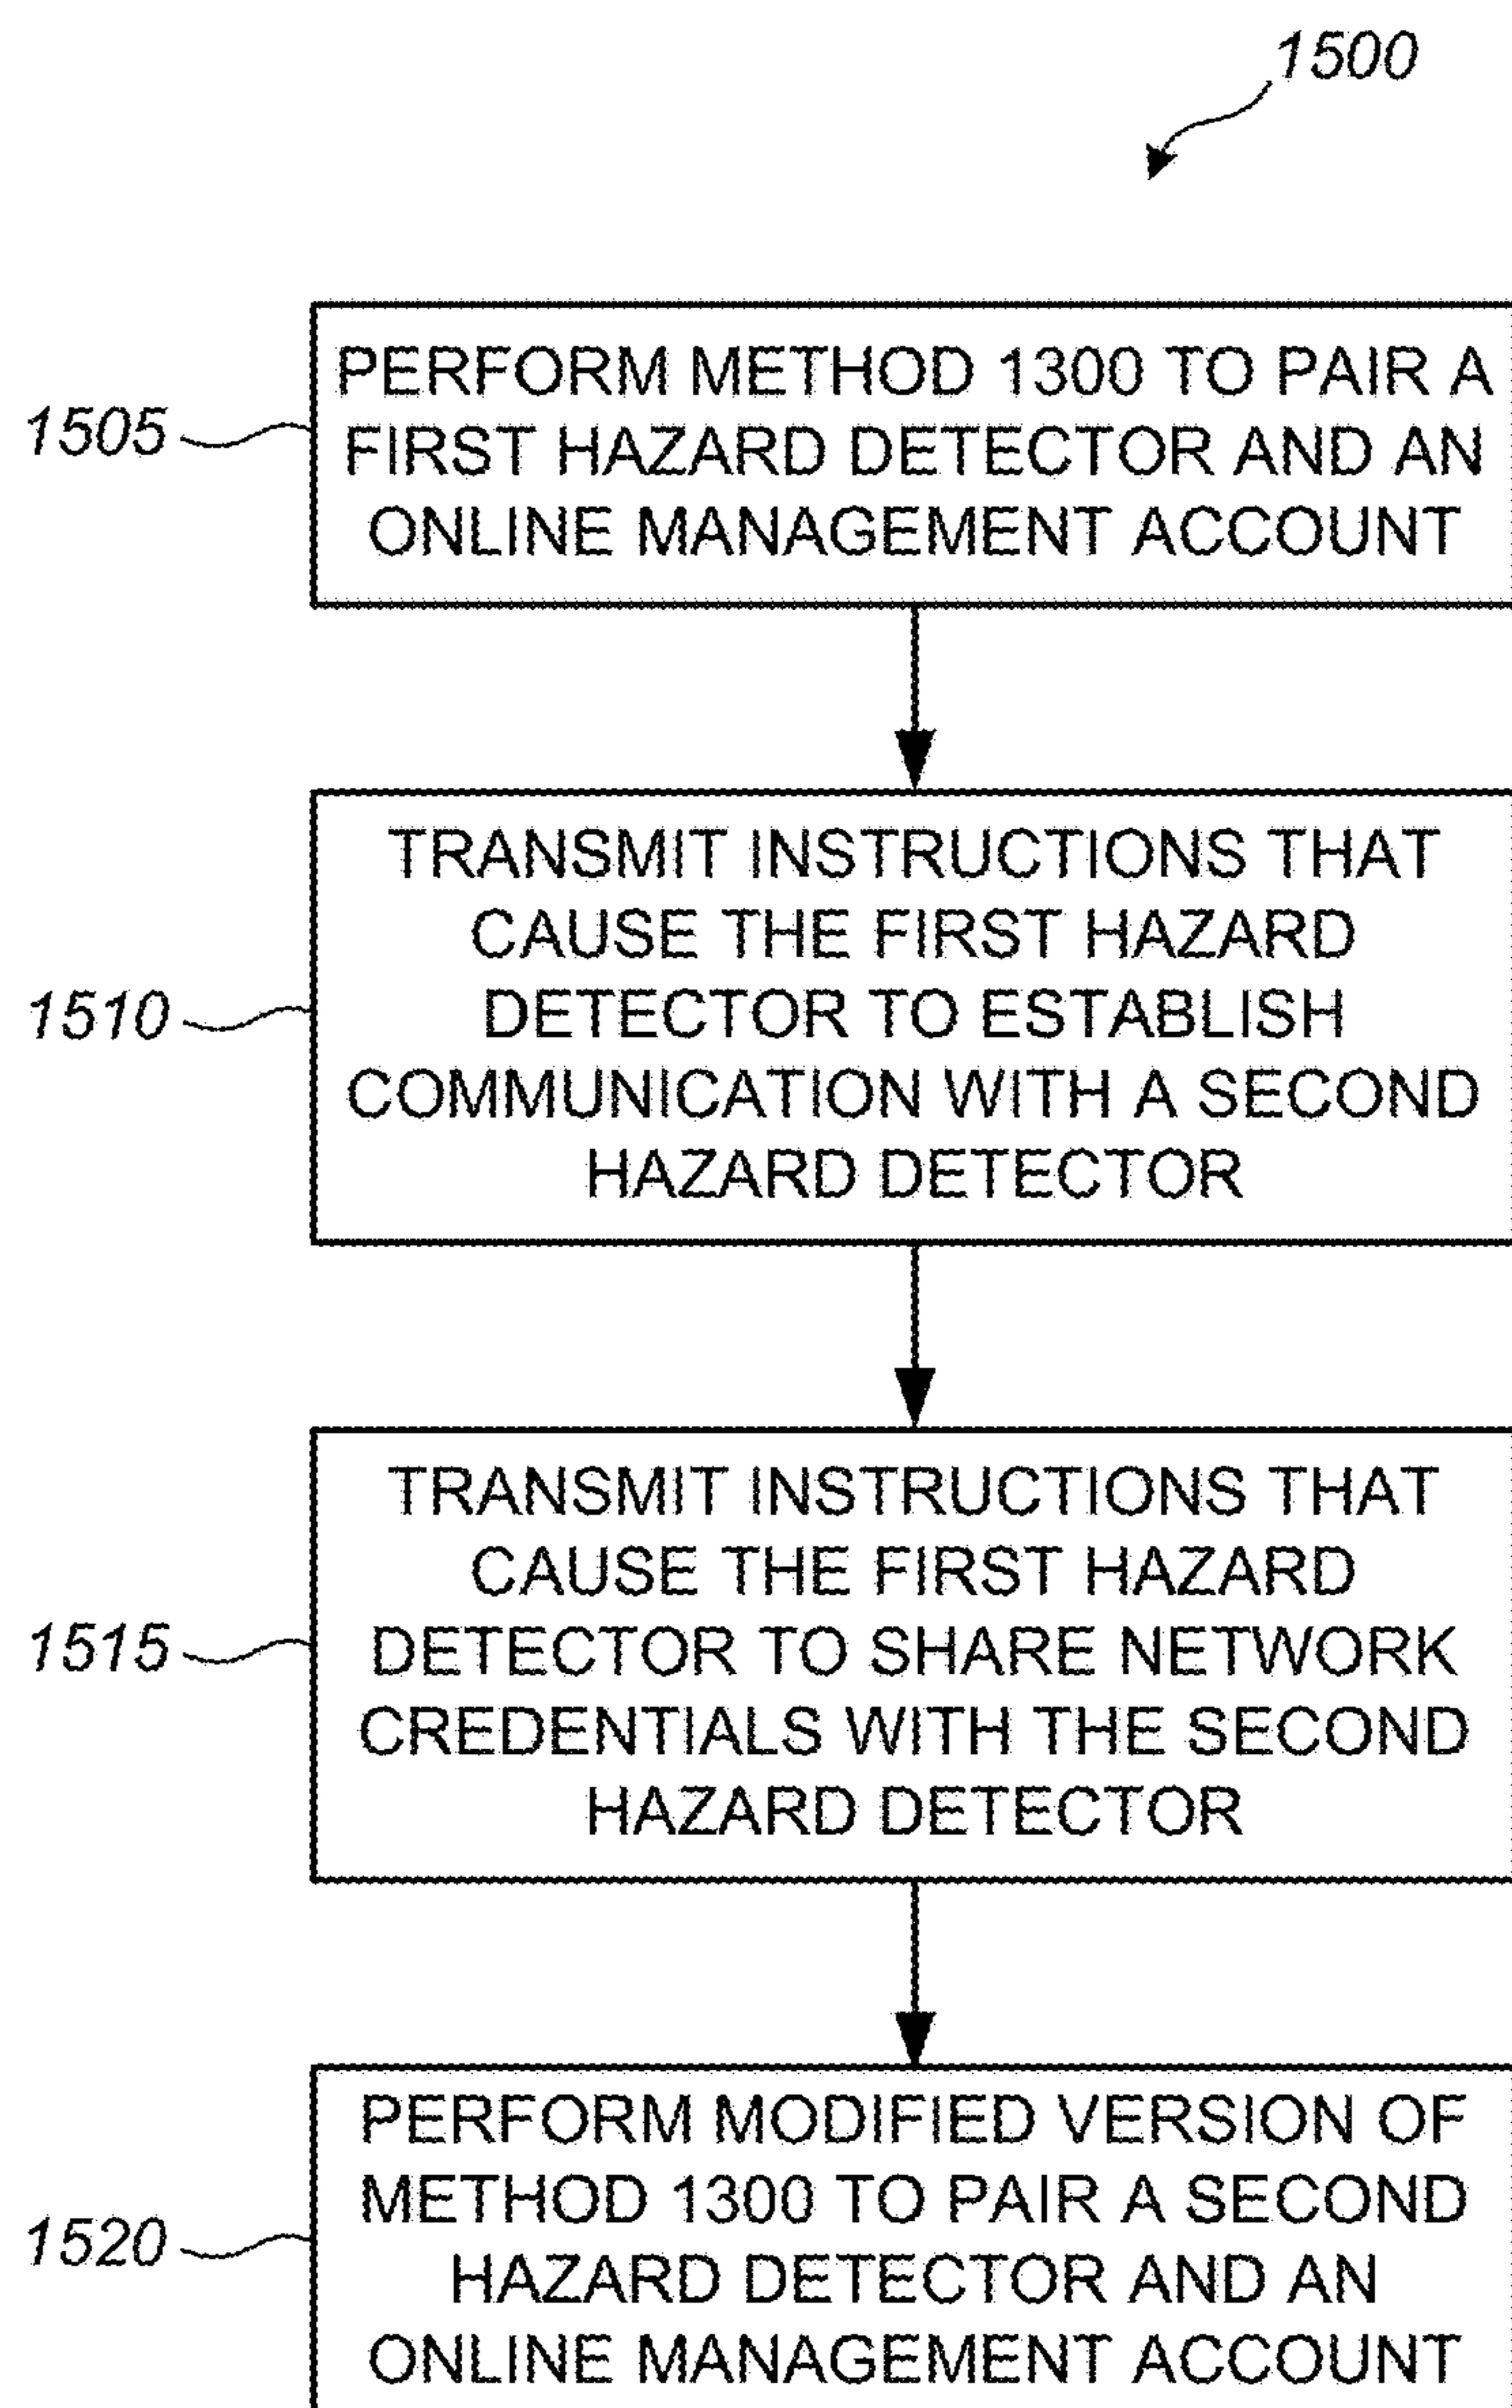 1500
PERFORM METHOD 1300 TO PAIR A
FIRST HAZARD DETECTOR AND AN
ONLINE MANAGEMENT ACCOUNT
1505
TRANSMIT INSTRUCTIONS THAT
CAUSE THE FIRST HAZARD
DETECTOR TO ESTABLISH
COMMUNICATION WITH A SECOND
HAZARD DETECTOR
1510
TRANSMIT INSTRUCTIONS THAT
CAUSE THE FIRST HAZARD
DETECTOR TO SHARE NETWORK
CREDENTIALS WITH THE SECOND
HAZARD DETECTOR
1515
PERFORM MODIFIED VERSION OF
METHOD 1300 TO PAIR A SECOND
HAZARD DETECTOR AND AN
ONLINE MANAGEMENT ACCOUNT
1520